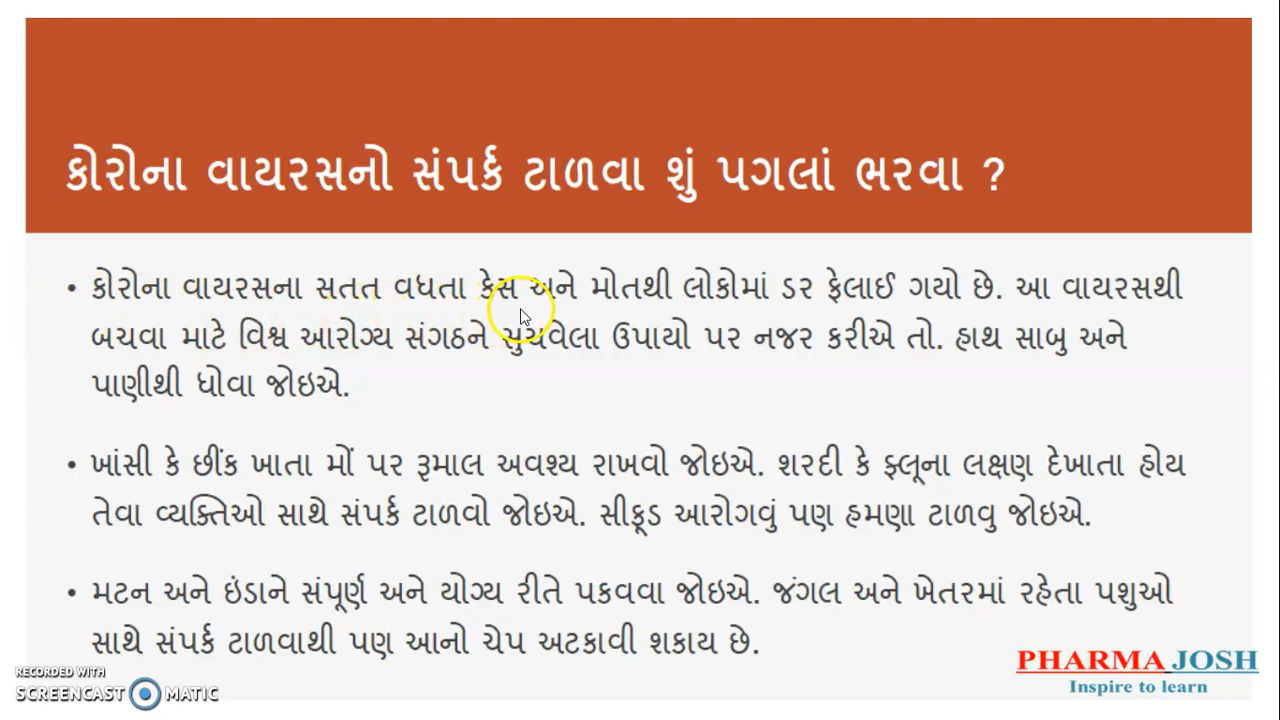 કોરોના વાયરસનો સંપર્ક ટાળવા શું પગલાં ભરવા ?
• કોરોના વાયરસના સતત વધતા કેસ અને મોતથી લોકોમાં ડર ફેલાઈ ગયો છે. આ વાયરસથી
બચવા માટે વિશ્વ આરોગ્ય સંગઠને સુચવેલા ઉપાયો પર નજર કરીએ તો. હાથ સાબુ અને
પાણીથી ધોવા જોઇએ.
• ખાંસી કે છીંક ખાતા મોં પર રૂમાલ અવશ્ય રાખવો જોઇએ. શરદી કે ફ્લૂના લક્ષણ દેખાતા હોય
તેવા વ્યક્તિઓ સાથે સંપર્ક ટાળવો જોઇએ. સીફૂડ આરોગવું પણ હમણા ટાળવુ જોઇએ.
• મટન અને ઇંડાને સંપૂર્ણ અને યોગ્ય રીતે પકવવા જોઇએ. જંગલ અને ખેતરમાં રહેતા પશુઓ
સાથે સંપર્ક ટાળવાથી પણ આનો ચેપ અટકાવી શકાય છે.
PHARMA JOSH
Inspire to learn
RECORDED WITH
SCREENCAST MATIC